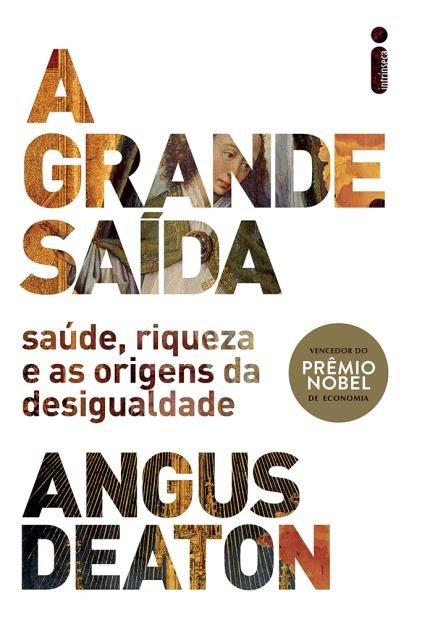 intrínseca
A
GRANDE
SAÍDA
saúde, riqueza
e as origens da
desigualdade
VENCEDOR DO
PRÊMIO
NOBEL
DE ECONOMIA
ANGUS
DEATON